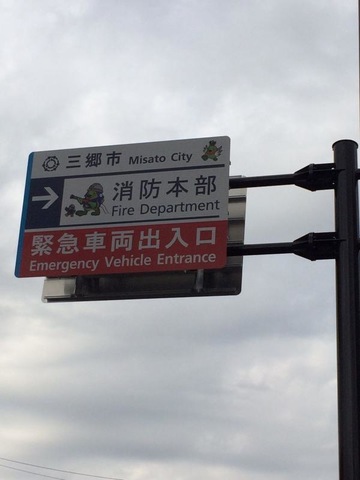 三郷市 Misato City
消防本部
Fire Department
緊急車両出入口
Emergency Vehicle Entrance